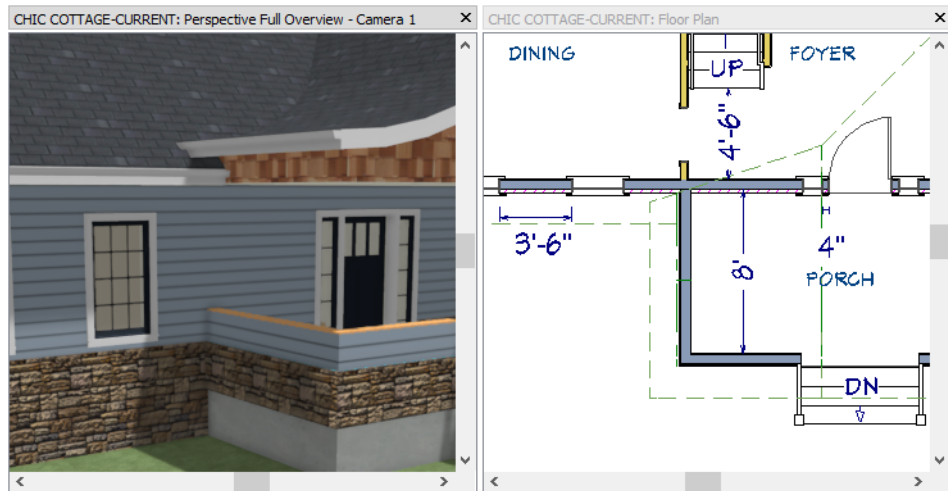 CHIC COTTAGE-CURRENT: Perspective Full Overview - Camera 1
CHIC COTTAGE-CURRENT: Floor Plan
DINING
UP
FOYER
4'-6"
3'-6"
8'
4"
PORCH
DN